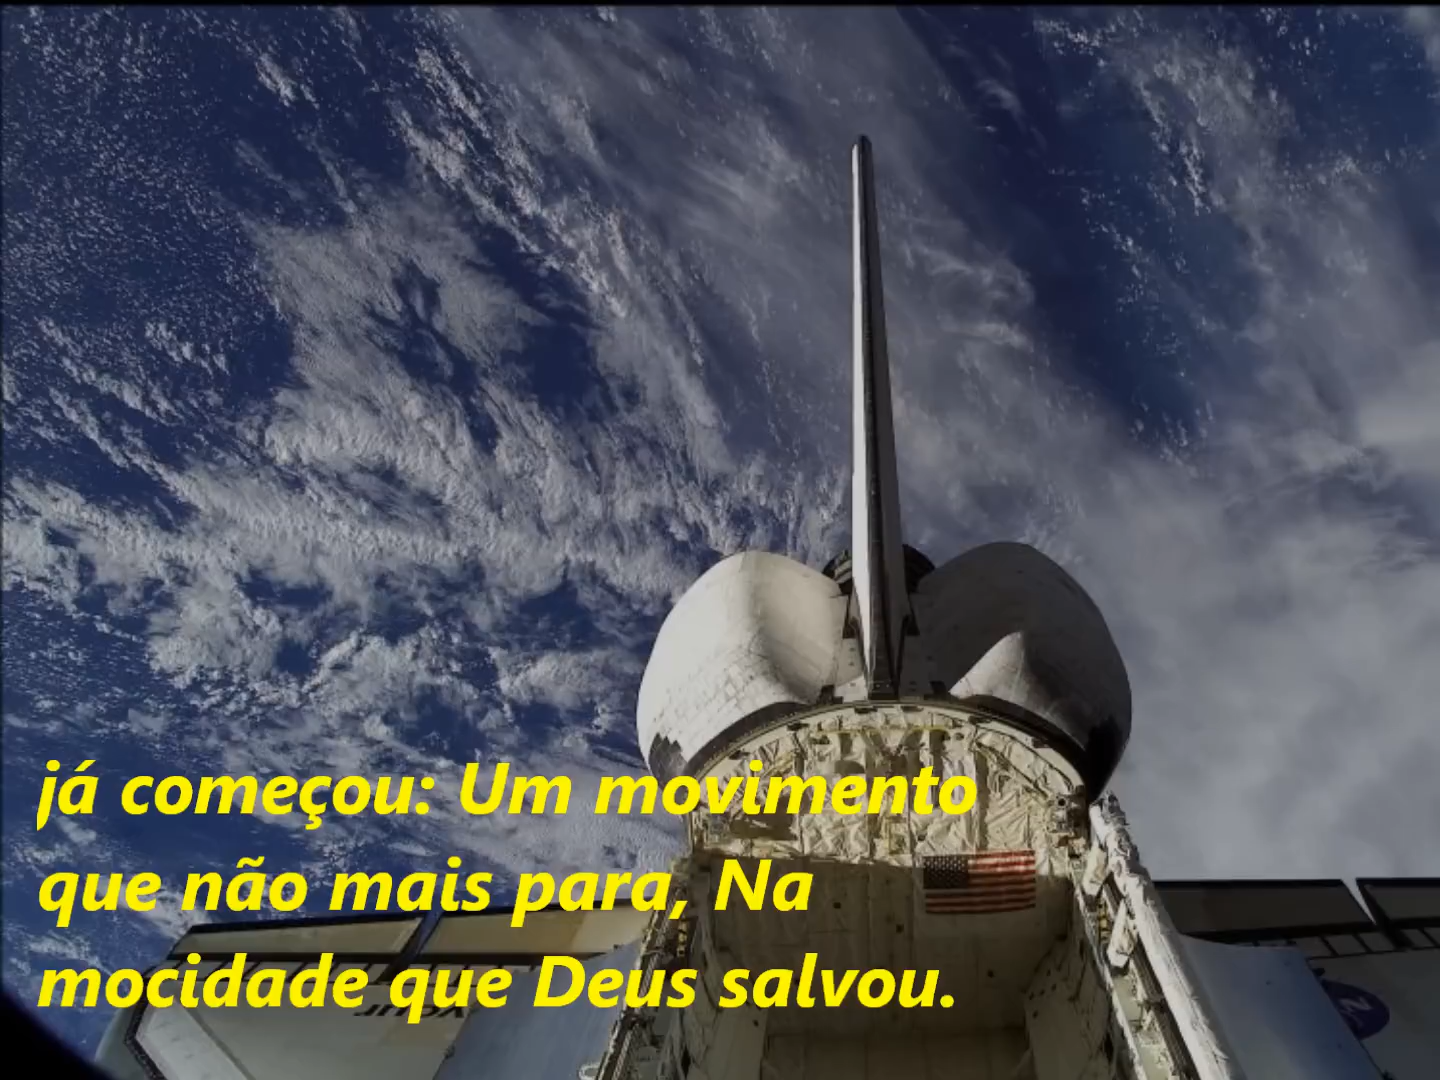 já começou: Um movimento
que não mais para, Na
mocidade que Deus salvou.